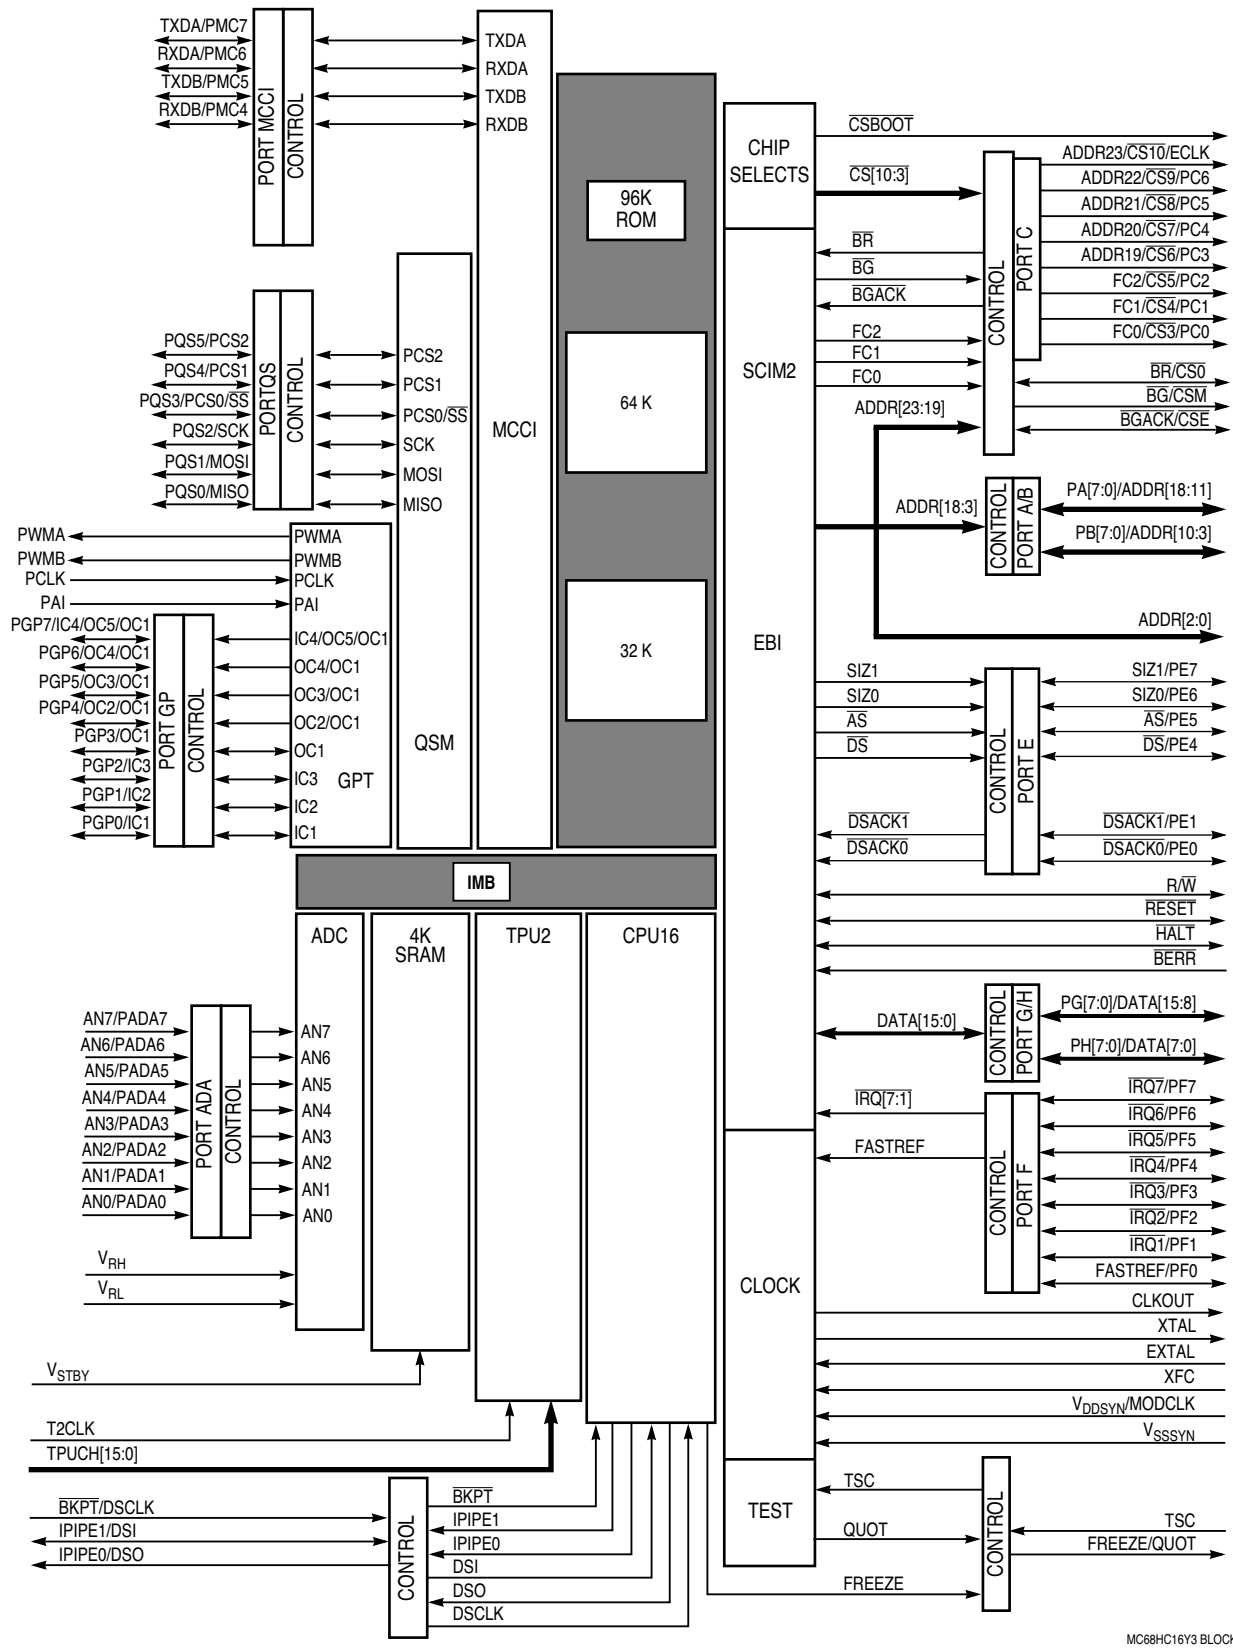 TXDA/PMC7
RXDA/PMC6
TXDB/PMC5
RXDB/PMC4
PORT MCCI
CONTROL
TXDA
RXDA
TXDB
RXDB
MCCI
96K
ROM
64 K
32 K
PQS5/PCS2
PQS4/PCS1
PQS3/PCS0/SS
PQS2/SCK
PQS1/MOSI
PQS0/MISO
PORTQS
CONTROL
PCS2
PCS1
PCS0/SS
SCK
MOSI
MISO
QSM
PWMA
PWMB
PCLK
PAI
PGP7/IC4/OC5/OC1
PGP6/OC4/OC1
PGP5/OC3/OC1
PGP4/OC2/OC1
PGP3/OC1
PGP2/IC3
PGP1/IC2
PGP0/IC1
PORT GP
CONTROL
PWMA
PWMB
PCLK
PAI
IC4/OC5/OC1
OC4/OC1
OC3/OC1
OC2/OC1
OC1
IC3
IC2
IC1
GPT
IMB
ADC
4K
SRAM
TPU2
CPU16
AN7/PADA7
AN6/PADA6
AN5/PADA5
AN4/PADA4
AN3/PADA3
AN2/PADA2
AN1/PADA1
AN0/PADA0
PORT ADA
CONTROL
AN7
AN6
AN5
AN4
AN3
AN2
AN1
AN0
VRH
VRL
VSTBY
T2CLK
TPUCH[15:0]
BKPT/DSCLK
IPIPE1/DSI
IPIPE0/DSO
CONTROL
BKPT
IPIPE1
IPIPE0
DSI
DSO
DSCLK
CHIP
SELECTS
SCIM2
EBI
CLOCK
TEST
CSBOOT
CS[10:3]
BR
BG
BGACK
FC2
FC1
FC0
ADDR[23:19]
CONTROL
PORT C
ADDR23/CS10/ECLK
ADDR22/CS9/PC6
ADDR21/CS8/PC5
ADDR20/CS7/PC4
ADDR19/CS6/PC3
FC2/CS5/PC2
FC1/CS4/PC1
FC0/CS3/PC0
BR/CS0
BG/CSM
BGACK/CSE
ADDR[18:3]
CONTROL
PORT A/B
PA[7:0]/ADDR[18:11]
PB[7:0]/ADDR[10:3]
ADDR[2:0]
SIZ1
SIZ0
AS
DS
DSACK1
DSACK0
CONTROL
PORT E
SIZ1/PE7
SIZ0/PE6
AS/PE5
DS/PE4
DSACK1/PE1
DSACK0/PE0
R/W
RESET
HALT
BERR
DATA[15:0]
CONTROL
PORT G/H
PG[7:0]/DATA[15:8]
PH[7:0]/DATA[7:0]
IRQ[7:1]
FASTREF
CONTROL
PORT F
IRQ7/PF7
IRQ6/PF6
IRQ5/PF5
IRQ4/PF4
IRQ3/PF3
IRQ2/PF2
IRQ1/PF1
FASTREF/PF0
CLKOUT
XTAL
EXTAL
XFC
VDDSYN/MODCLK
VSSSYN
TSC
QUOT
FREEZE
CONTROL
TSC
FREEZE/QUOT
MC68HC16Y3 BLOCK